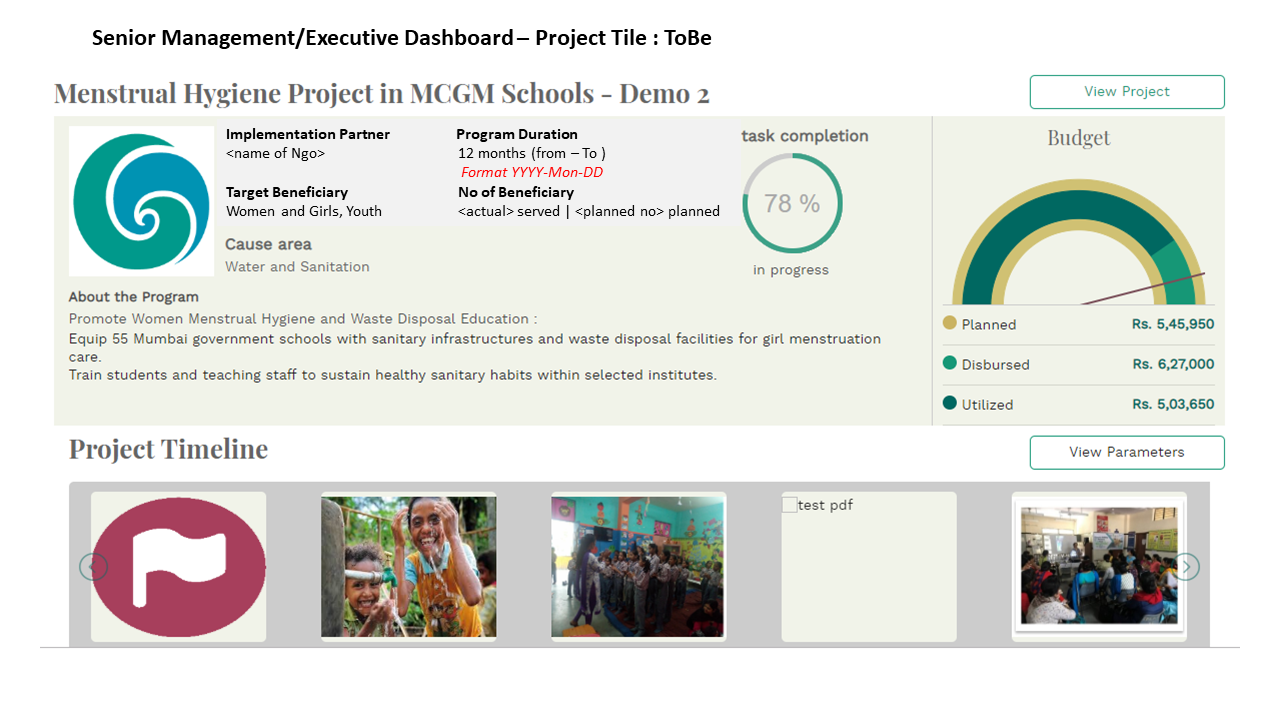 Senior Management/Executive Dashboard – Project Tile : ToBe
Menstrual Hygiene Project in MCGM Schools - Demo 2
View Project
Implementation Partner
<name of Ngo>
Program Duration
12 months (from – To )
Format YYYY-Mon-DD
Target Beneficiary
Women and Girls, Youth
No of Beneficiary
<actual> served | <planned no> planned
Cause area
Water and Sanitation
task completion
78 %
in progress
About the Program
Promote Women Menstrual Hygiene and Waste Disposal Education :
Equip 55 Mumbai government schools with sanitary infrastructures and waste disposal facilities for girl menstruation
care.
Train students and teaching staff to sustain healthy sanitary habits within selected institutes.
Budget
Planned Rs. 5,45,950
Disbursed Rs. 6,27,000
Utilized Rs. 5,03,650
Project Timeline
View Parameters
test pdf